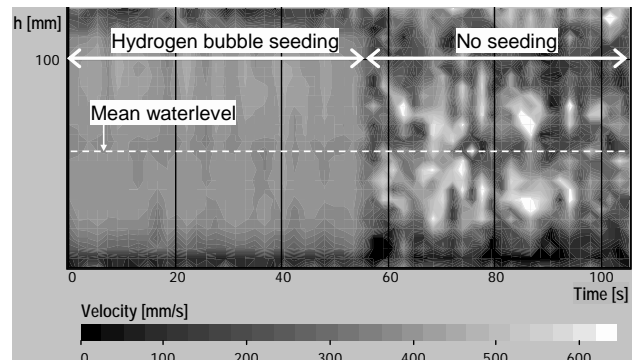 h [mm]
Hydrogen bubble seeding
No seeding
100
Mean waterlevel
0 20 40 60 80 100
Time [s]
Velocity [mm/s]
0 100 200 300 400 500 600